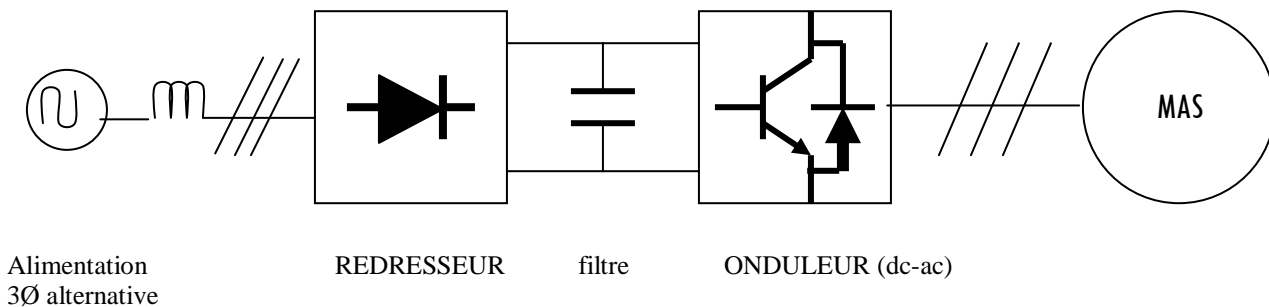 MAS
Alimentation
3Ø alternative
REDRESSEUR
filtre
ONDULEUR (dc-ac)